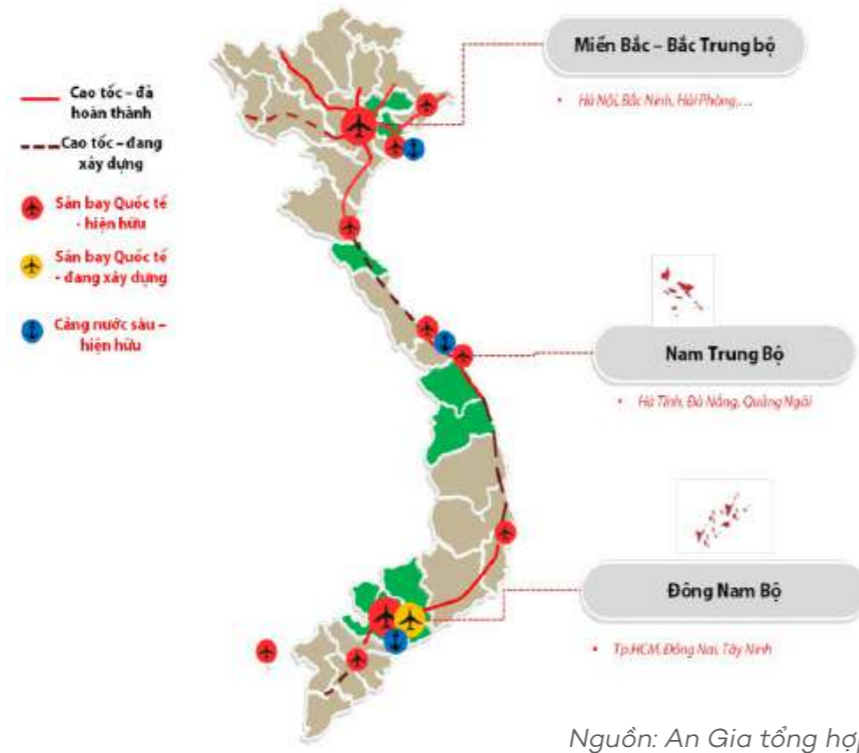 Miền Bắc – Bắc Trung bộ
• Hà Nội, Bắc Ninh, Hải Phòng,…
Cao tốc – đã
hoàn thành
Cao tốc – đang
xây dựng
Sân bay Quốc tế
- hiện hữu
Sân bay Quốc tế
- đang xây dựng
Cảng nước sâu –
hiện hữu
Nam Trung Bộ
• Hà Tĩnh, Đà Nẵng, Quảng Ngãi
Đông Nam Bộ
• Tp.HCM, Đồng Nai, Tây Ninh
Nguồn: An Gia tổng hợp